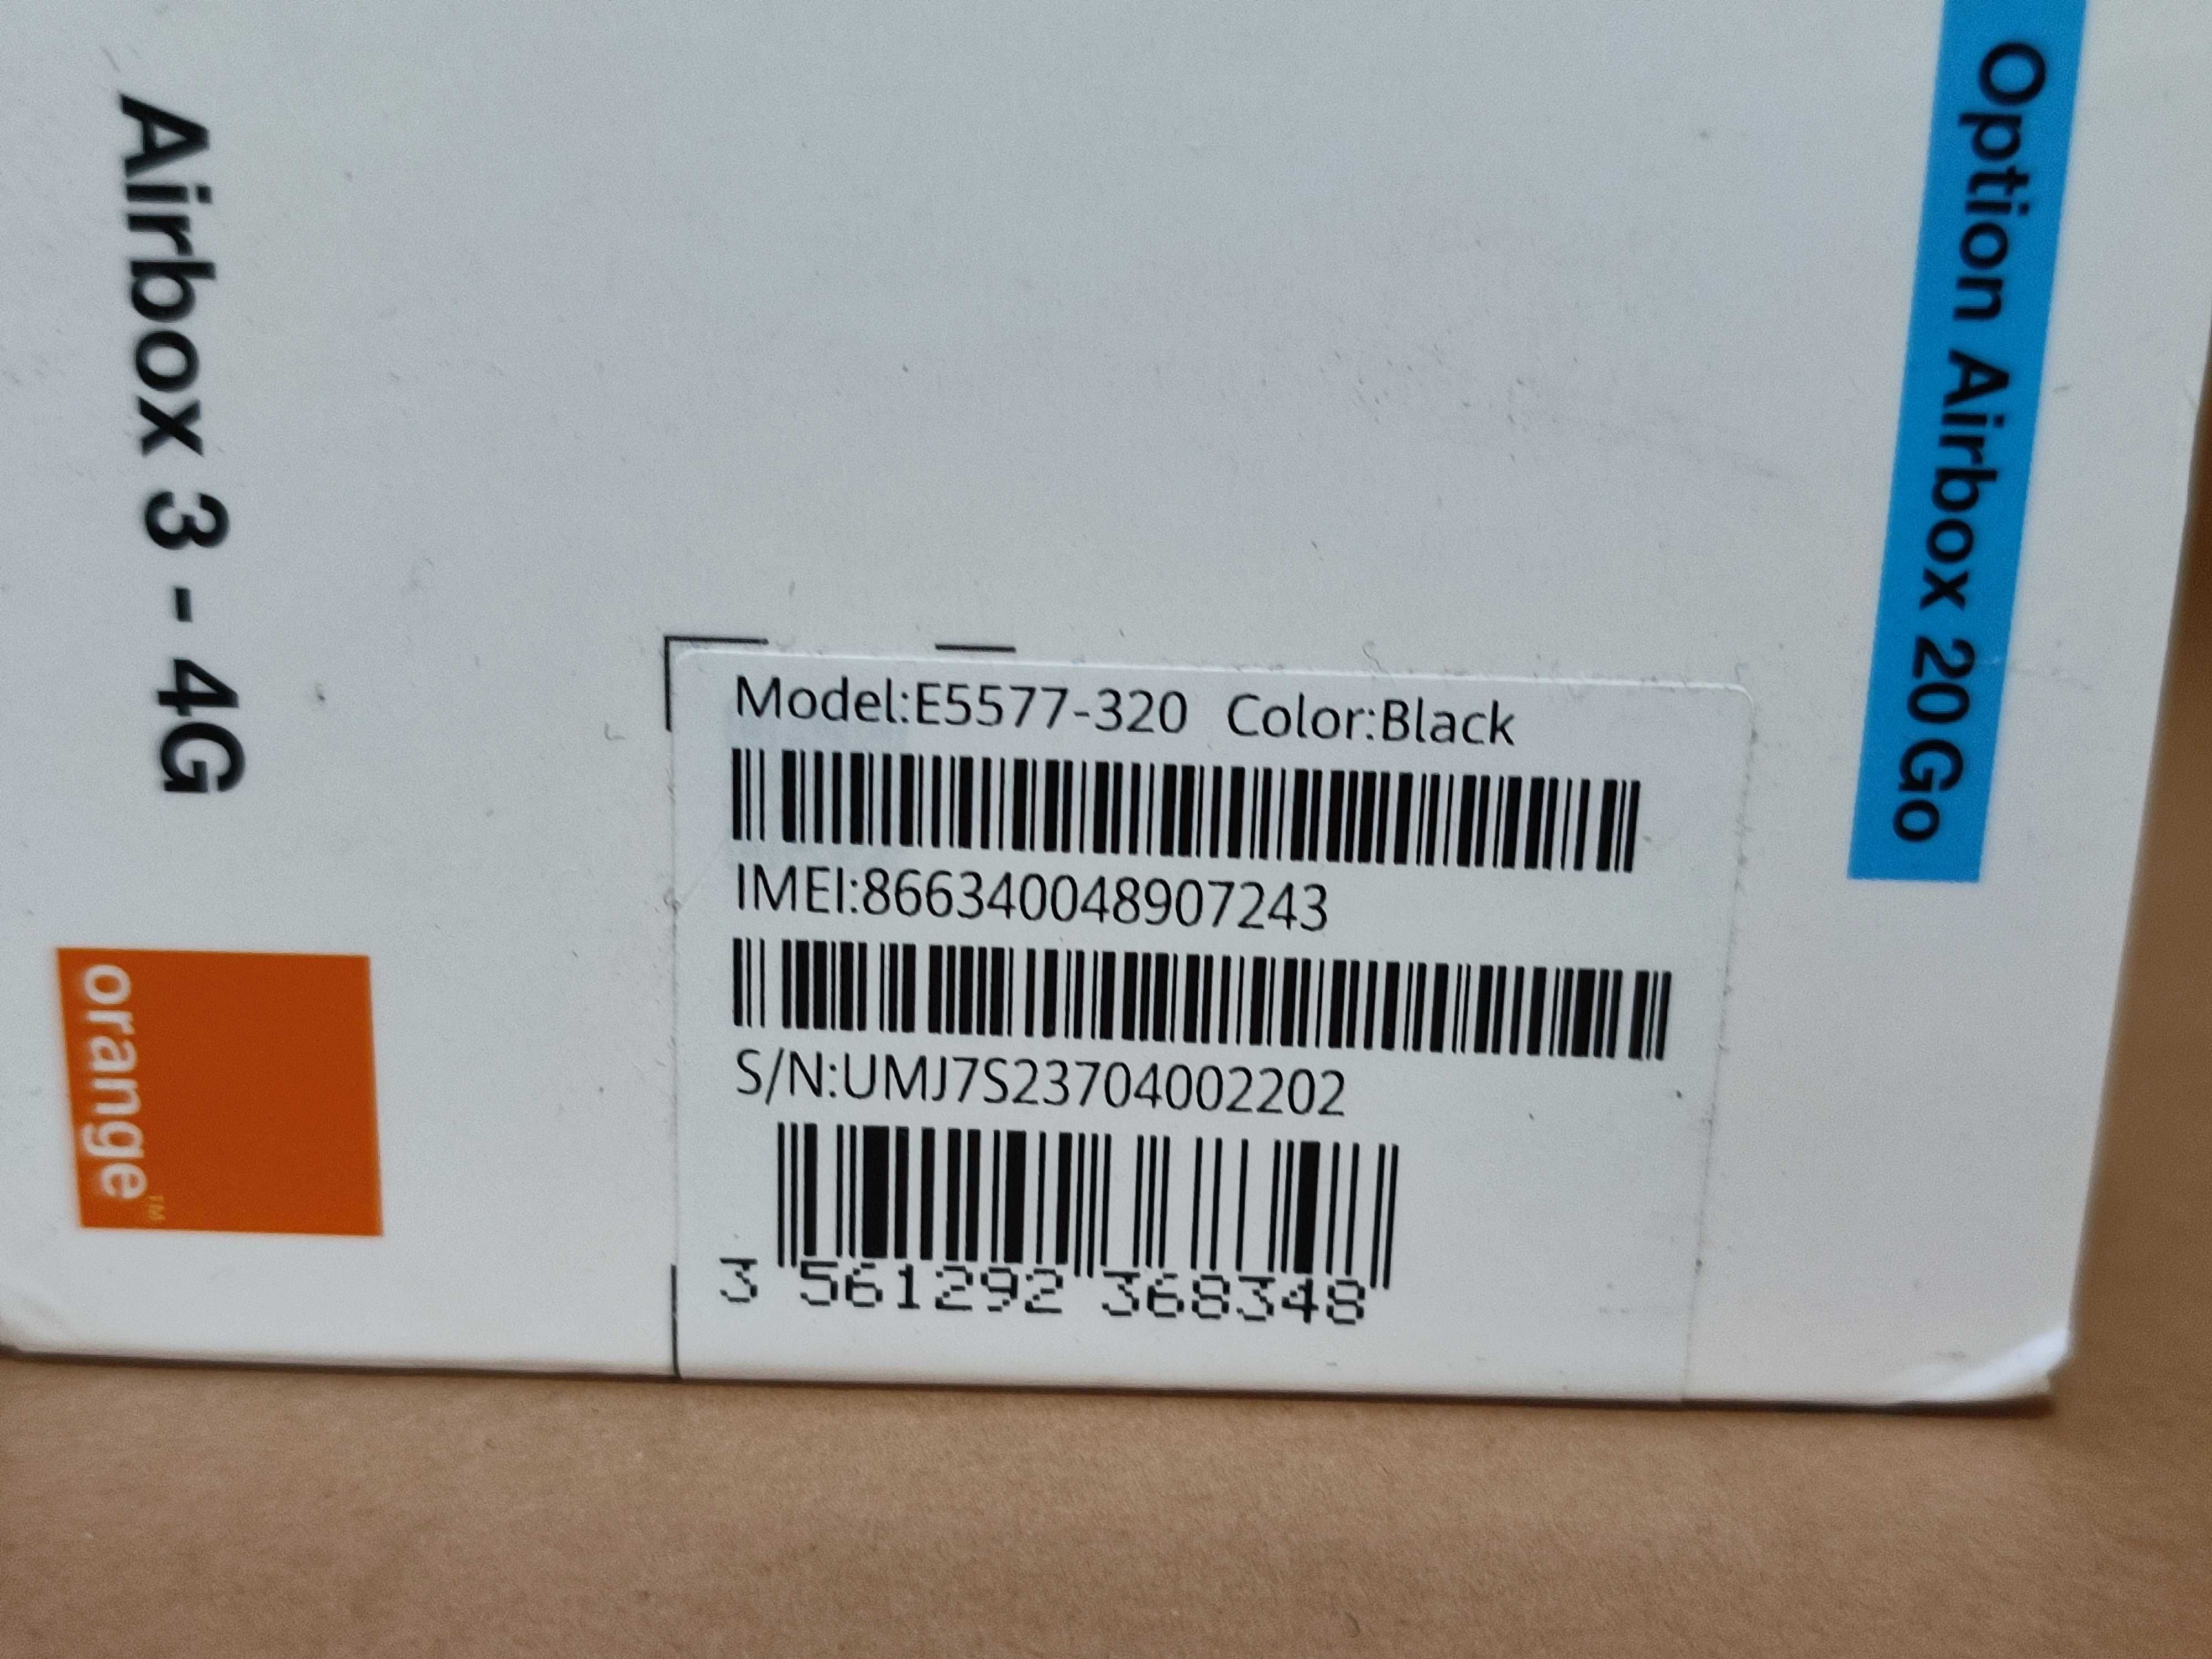 Airbox 3 - 4G
orange™
Option Airbox 20 Go
Model:E5577-320 Color:Black
IMEI:866340048907243
S/N:UMJ7S23704002202
3 561292 368348